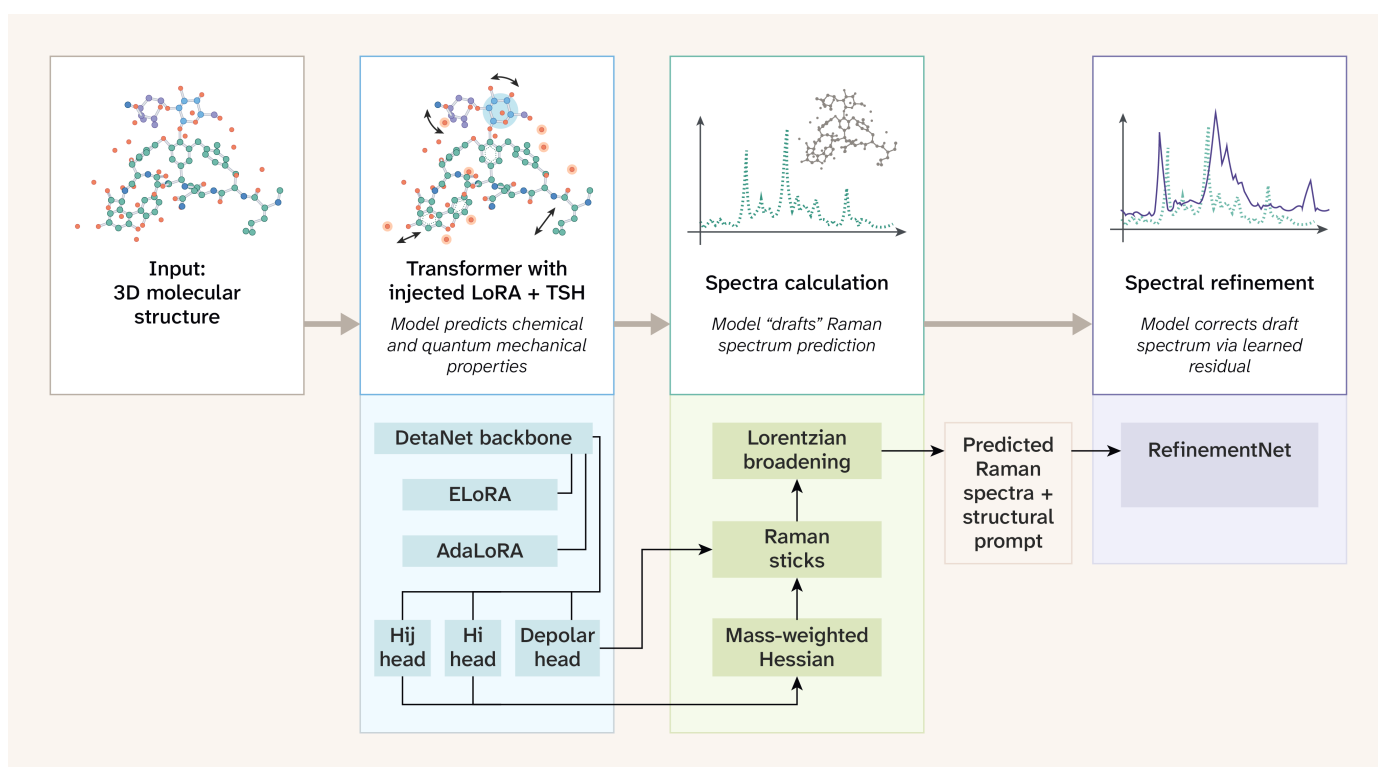 Input:
3D molecular
structure
Transformer with
injected LoRA + TSH
Model predicts chemical
and quantum mechanical
properties
Spectra calculation
Model “drafts” Raman
spectrum prediction
Spectral refinement
Model corrects draft
spectrum via learned
residual
DetaNet backbone
ELoRA
AdaLoRA
Hij
head
Hi
head
Depolar
head
Lorentzian
broadening
Raman
sticks
Mass-weighted
Hessian
Predicted
Raman
spectra +
structural
prompt
RefinementNet